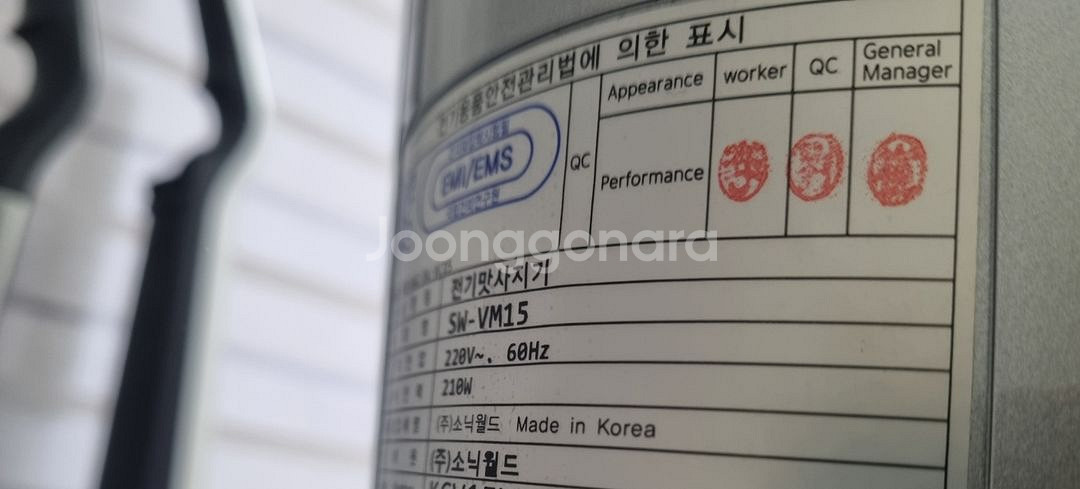 전기용품안전관리법에 의한 표시
EMI/EMS
QC
Appearance
worker
QC
General Manager
Performance
Joonggonara
전기맛사지기
SW-VM15
220V~. 60Hz
210W
(주)소닉월드 Made in Korea
(주)소닉월드